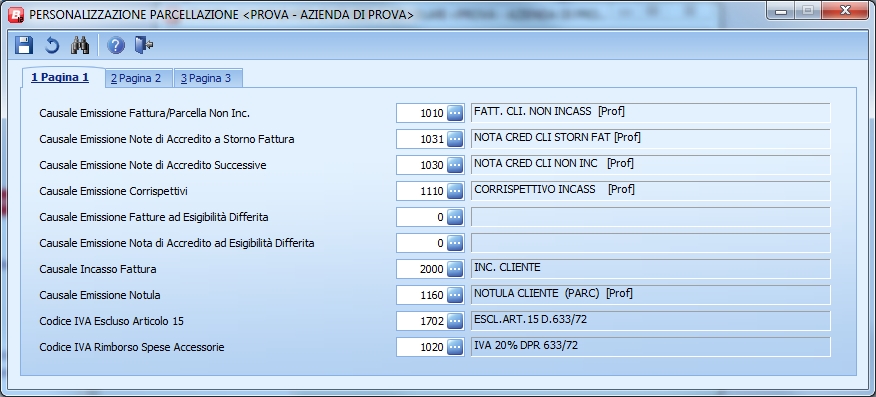 PERSONALIZZAZIONE PARCELLAZIONE <PROVA - AZIENDA DI PROVA>
1 Pagina 1 2 Pagina 2 3 Pagina 3
Causale Emissione Fattura/Parcella Non Inc. 1010 FATT. CLI. NON INCASS [Prof]
Causale Emissione Note di Accredito a Storno Fattura 1031 NOTA CRED CLI STORN FAT [Prof]
Causale Emissione Note di Accredito Successive 1030 NOTA CRED CLI NON INC [Prof]
Causale Emissione Corrispettivi 1110 CORRISPETTIVO INCASS [Prof]
Causale Emissione Fatture ad Esigibilità Differita 0
Causale Emissione Nota di Accredito ad Esigibilità Differita 0
Causale Incasso Fattura 2000 INC. CLIENTE
Causale Emissione Notula 1160 NOTULA CLIENTE (PARC) [Prof]
Codice IVA Escluso Articolo 15 1702 ESCL.ART.15 D.633/72
Codice IVA Rimborso Spese Accessorie 1020 IVA 20% DPR 633/72